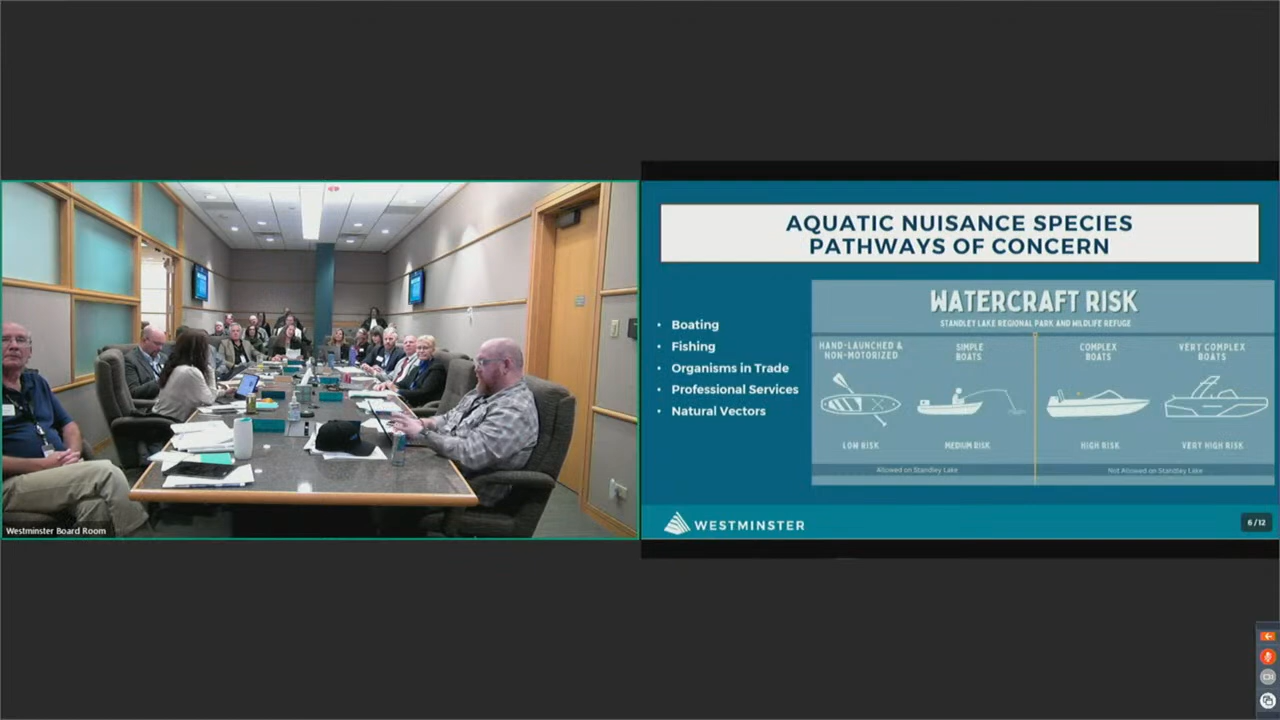 Westminster Board Room
AQUATIC NUISANCE SPECIES
PATHWAYS OF CONCERN
• Boating
• Fishing
• Organisms in Trade
• Professional Services
• Natural Vectors
WATERCRAFT RISK
STANDLEY LAKE REGIONAL PARK AND WILDLIFE REFUGE
HAND-LAUNCHED &
NON-MOTORIZED
SIMPLE
BOATS
COMPLEX
BOATS
VERY COMPLEX
BOATS
LOW RISK
MEDIUM RISK
HIGH RISK
VERY HIGH RISK
Allowed on Standley Lake
Not Allowed on Standley Lake
WESTMINSTER
6 / 12